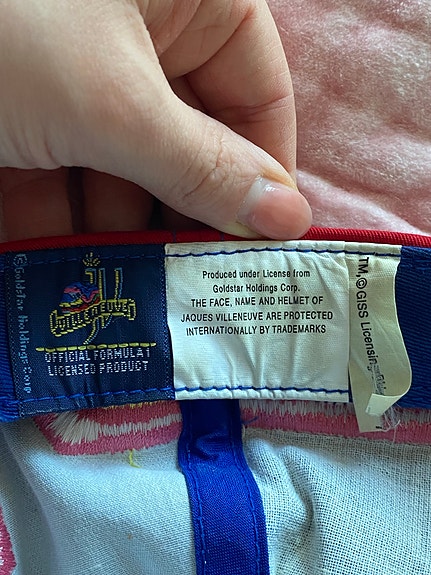 ©Goldstar Holdings Corp
JV
VILLENEUVE
OFFICIAL FORMULA 1
LICENSED PRODUCT
Produced under License from
Goldstar Holdings Corp.
THE FACE, NAME AND HELMET OF
JAQUES VILLENEUVE ARE PROTECTED
INTERNATIONALLY BY TRADEMARKS
TM, © GISS Licensing